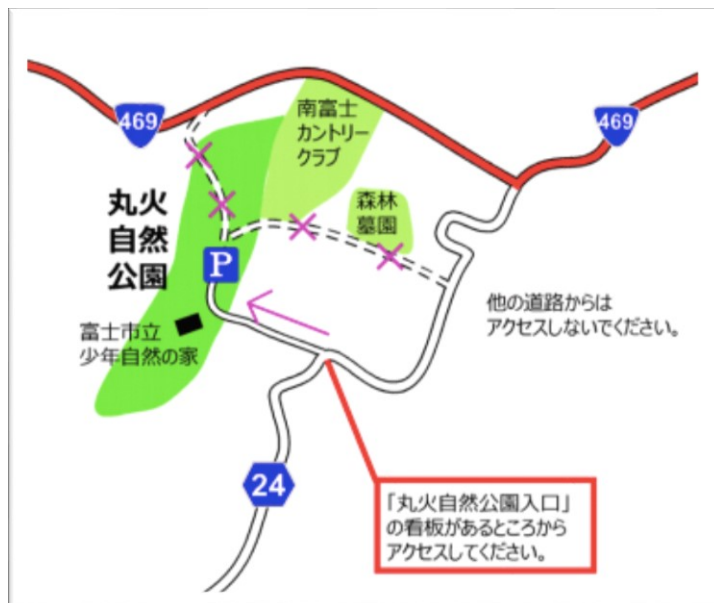 469
南富士
カントリー
クラブ
469
森林
墓園
丸火
自然
公園
P
富士市立
少年自然の家
他の道路からは
アクセスしないでください。
24
「丸火自然公園入口」
の看板があるところから
アクセスしてください。